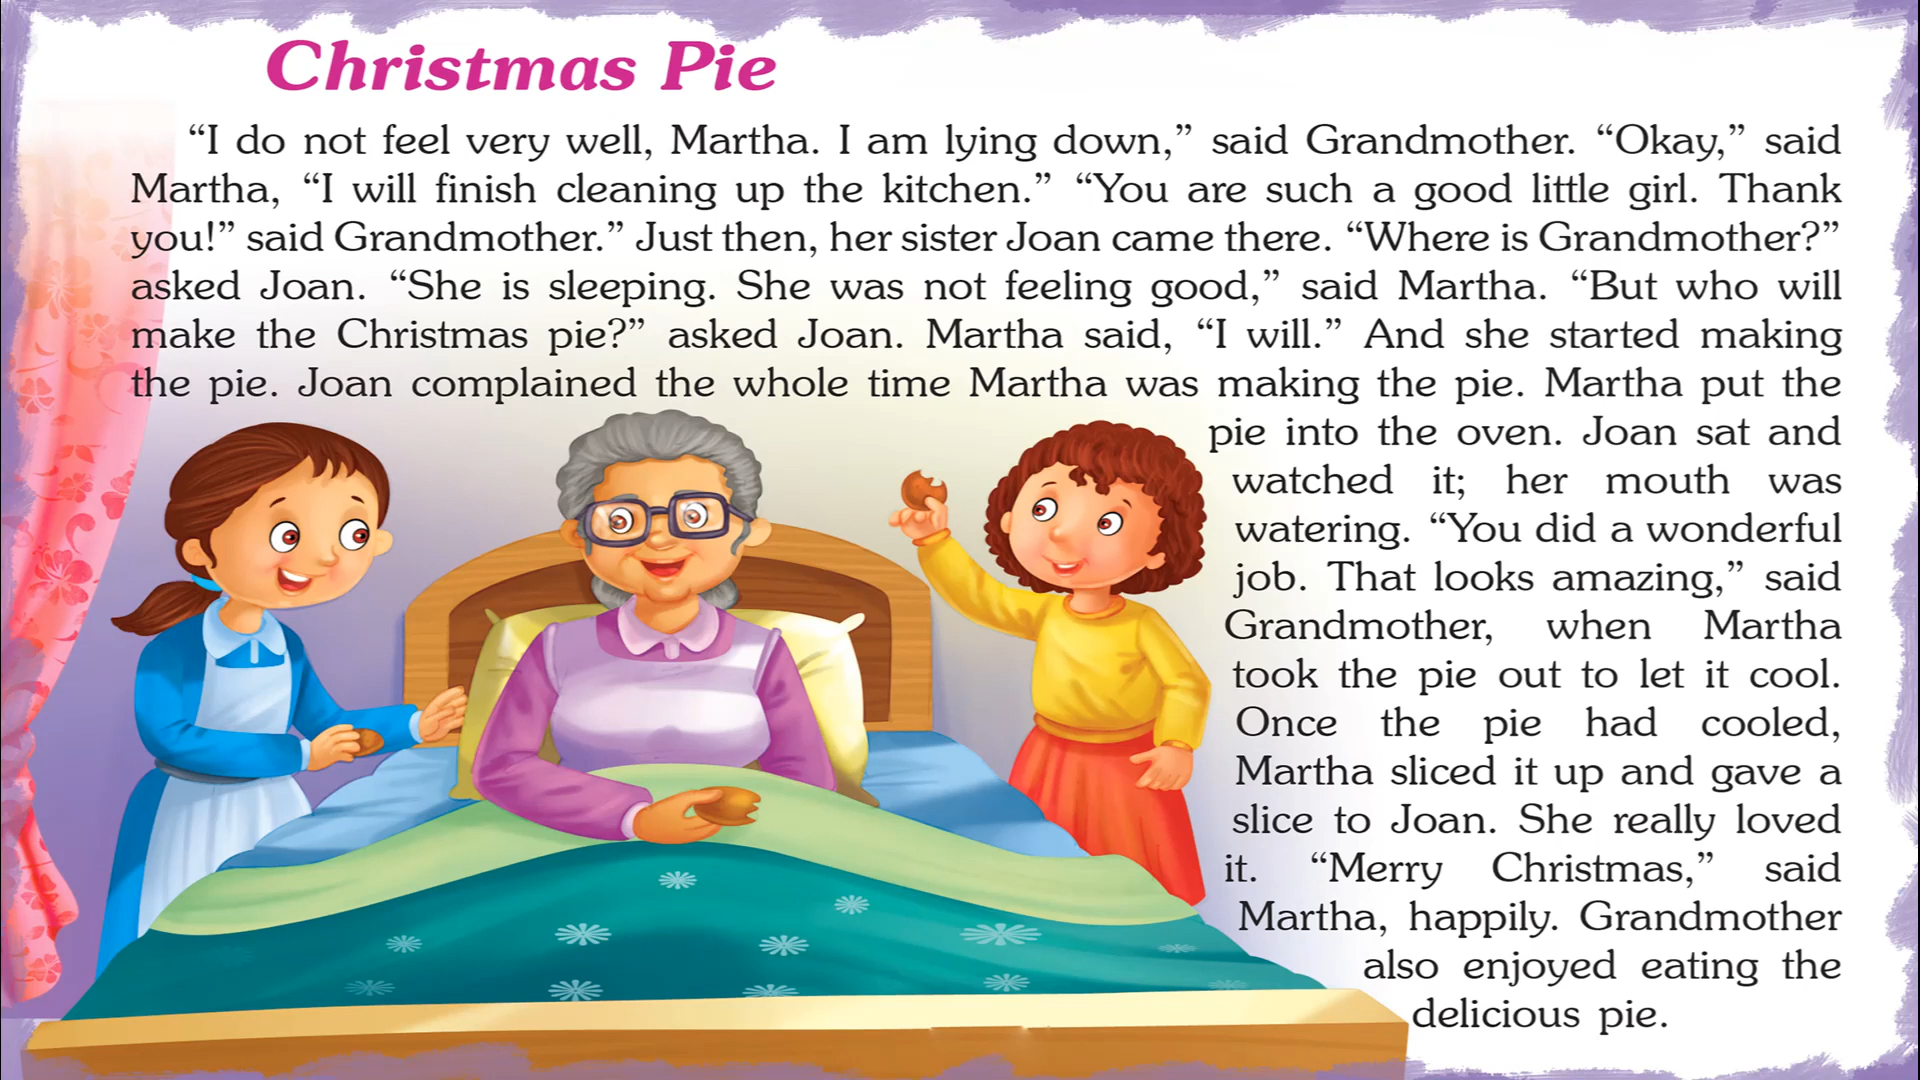 Christmas Pie
“I do not feel very well, Martha. I am lying down,” said Grandmother. “Okay,” said
Martha, “I will finish cleaning up the kitchen.” “You are such a good little girl. Thank
you!” said Grandmother.” Just then, her sister Joan came there. “Where is Grandmother?”
asked Joan. “She is sleeping. She was not feeling good,” said Martha. “But who will
make the Christmas pie?” asked Joan. Martha said, “I will.” And she started making
the pie. Joan complained the whole time Martha was making the pie. Martha put the
pie into the oven. Joan sat and
watched it; her mouth was
watering. “You did a wonderful
job. That looks amazing,” said
Grandmother, when Martha
took the pie out to let it cool.
Once the pie had cooled,
Martha sliced it up and gave a
slice to Joan. She really loved
it. “Merry Christmas,” said
Martha, happily. Grandmother
also enjoyed eating the
delicious pie.